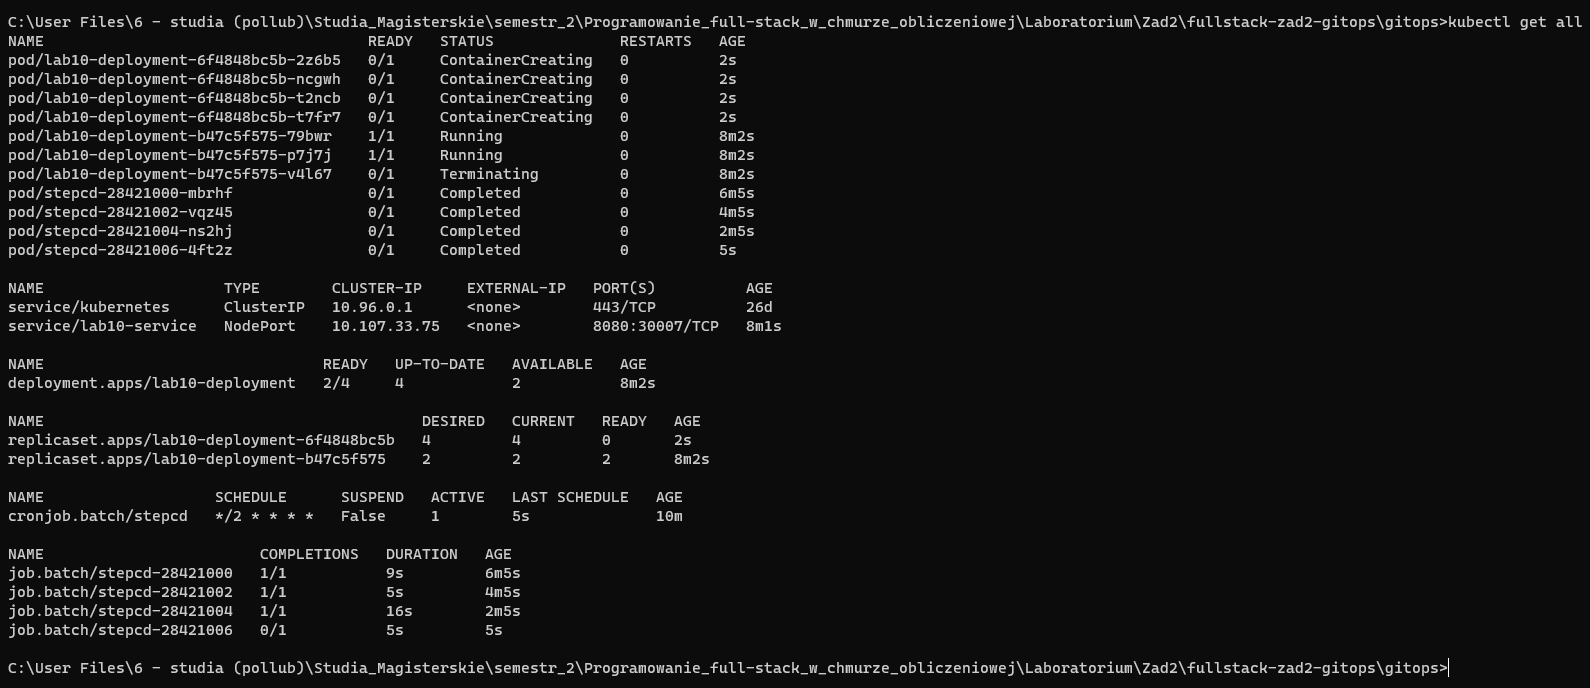 C:\User Files\6 - studia (pollub)\Studia_Magisterskie\semestr_2\Programowanie_full-stack_w_chmurze_obliczeniowej\Laboratorium\Zad2\fullstack-zad2-gitops\gitops>kubectl get all
NAME                                    READY   STATUS              RESTARTS   AGE
pod/lab10-deployment-6f4848bc5b-2z6b5   0/1     ContainerCreating   0          2s
pod/lab10-deployment-6f4848bc5b-ncgwh   0/1     ContainerCreating   0          2s
pod/lab10-deployment-6f4848bc5b-t2ncb   0/1     ContainerCreating   0          2s
pod/lab10-deployment-6f4848bc5b-t7fr7   0/1     ContainerCreating   0          2s
pod/lab10-deployment-b47c5f575-79bwr    1/1     Running             0          8m2s
pod/lab10-deployment-b47c5f575-p7j7j    1/1     Running             0          8m2s
pod/lab10-deployment-b47c5f575-v4l67    0/1     Terminating         0          8m2s
pod/stepcd-28421000-mbrhf               0/1     Completed           0          6m5s
pod/stepcd-28421002-vqz45               0/1     Completed           0          4m5s
pod/stepcd-28421004-ns2hj               0/1     Completed           0          2m5s
pod/stepcd-28421006-4ft2z               0/1     Completed           0          5s
NAME                    TYPE        CLUSTER-IP     EXTERNAL-IP   PORT(S)          AGE
service/kubernetes      ClusterIP   10.96.0.1      <none>        443/TCP          26d
service/lab10-service   NodePort    10.107.33.75   <none>        8080:30007/TCP   8m1s
NAME                               READY   UP-TO-DATE   AVAILABLE   AGE
deployment.apps/lab10-deployment   2/4     4            2           8m2s
NAME                                          DESIRED   CURRENT   READY   AGE
replicaset.apps/lab10-deployment-6f4848bc5b   4         4         0       2s
replicaset.apps/lab10-deployment-b47c5f575    2         2         2       8m2s
NAME                   SCHEDULE      SUSPEND   ACTIVE   LAST SCHEDULE   AGE
cronjob.batch/stepcd   */2 * * * *   False     1        5s              10m
NAME                        COMPLETIONS   DURATION   AGE
job.batch/stepcd-28421000   1/1           9s         6m5s
job.batch/stepcd-28421002   1/1           5s         4m5s
job.batch/stepcd-28421004   1/1           16s        2m5s
job.batch/stepcd-28421006   0/1           5s         5s
C:\User Files\6 - studia (pollub)\Studia_Magisterskie\semestr_2\Programowanie_full-stack_w_chmurze_obliczeniowej\Laboratorium\Zad2\fullstack-zad2-gitops\gitops>